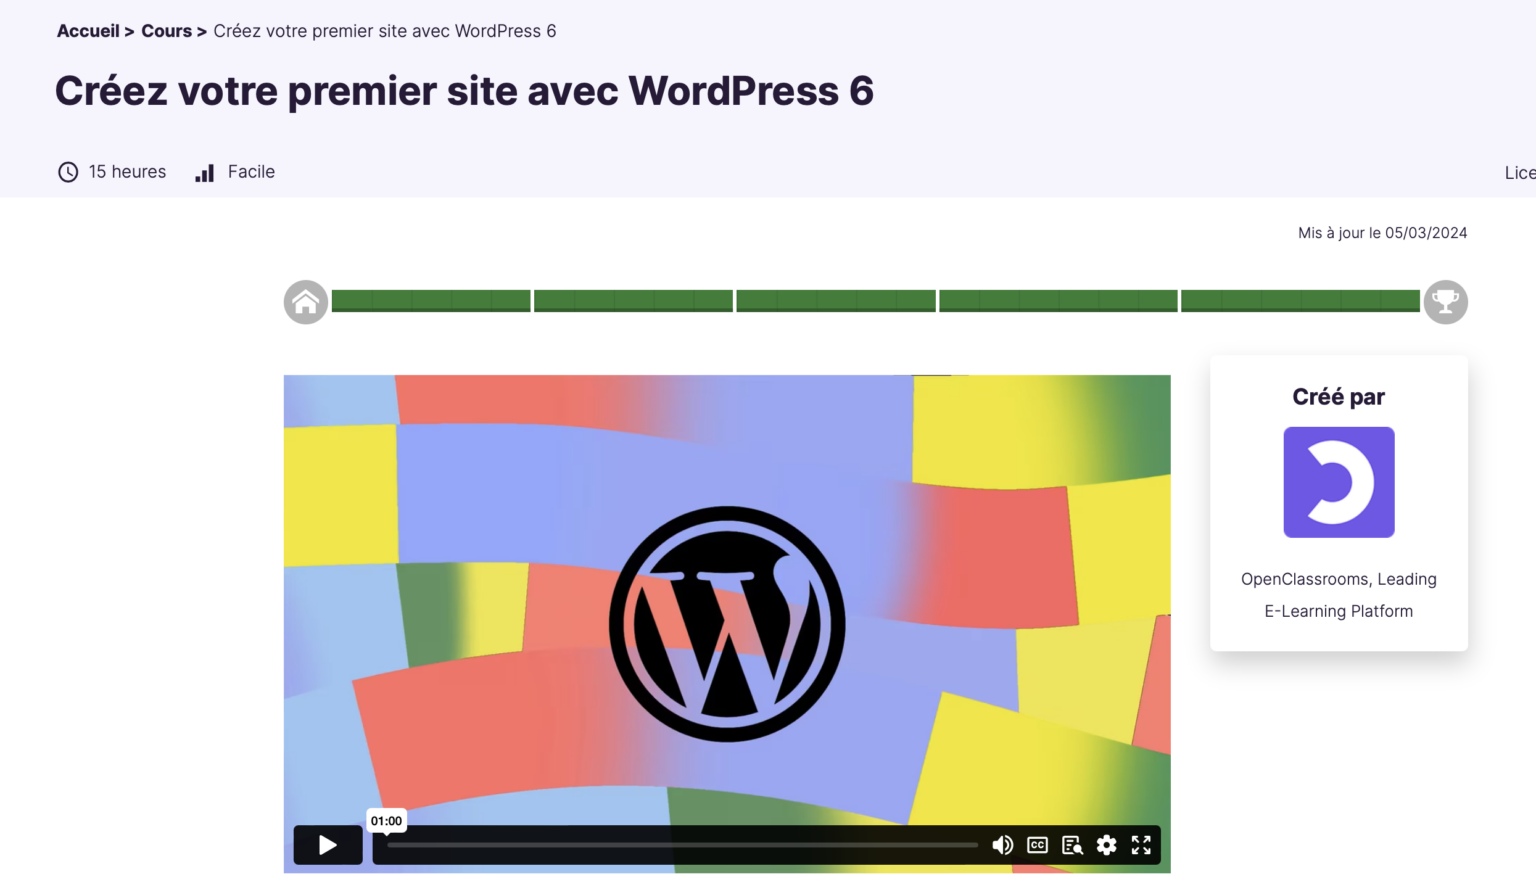 Accueil > Cours > Créez votre premier site avec WordPress 6
Créez votre premier site avec WordPress 6
15 heures Facile
Lice
Mis à jour le 05/03/2024
Créé par
OpenClassrooms, Leading
E-Learning Platform
01:00
CC